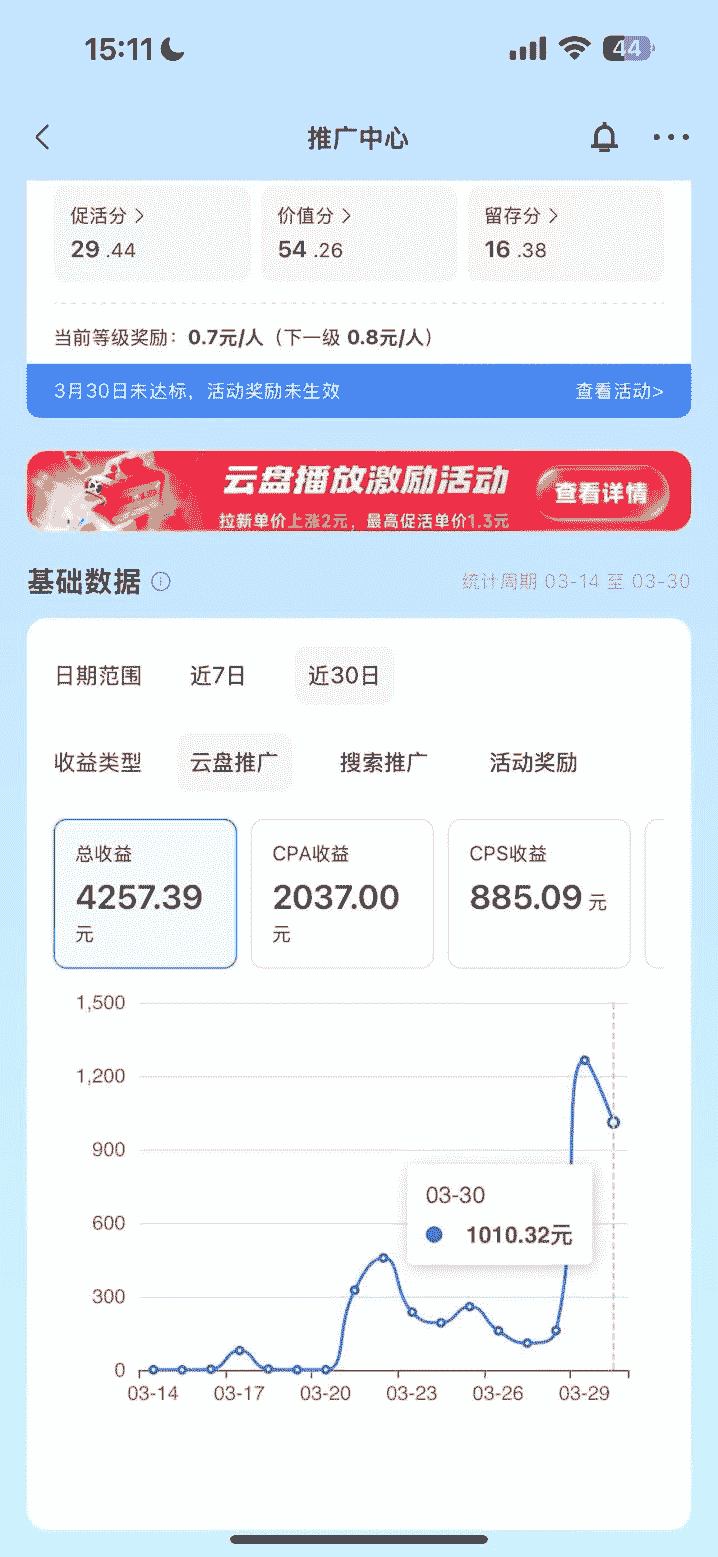 15:11
44
推广中心
促活分 >
价值分 >
留存分 >
29 .44
54 .26
16 .38
当前等级奖励：0.7元/人（下一级 0.8元/人）
3月30日未达标，活动奖励未生效
查看活动>
云盘播放激励活动
拉新单价上涨2元，最高促活单价1.3元
查看详情
基础数据
统计周期 03-14 至 03-30
日期范围 近7日 近30日
收益类型 云盘推广 搜索推广 活动奖励
总收益
4257.39
元
CPA收益
2037.00
元
CPS收益
885.09 元
1,500
1,200
900
600
300
0
03-30
1010.32元
03-14 03-17 03-20 03-23 03-26 03-29